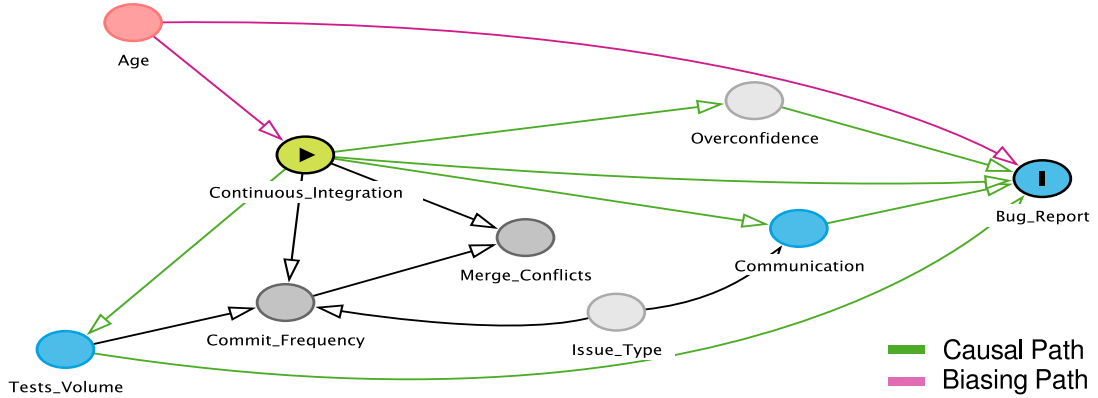 Age
Overconfidence
Continuous_Integration
Bug_Report
Merge_Conflicts
Communication
Commit_Frequency
Issue_Type
Tests_Volume
Causal Path
Biasing Path